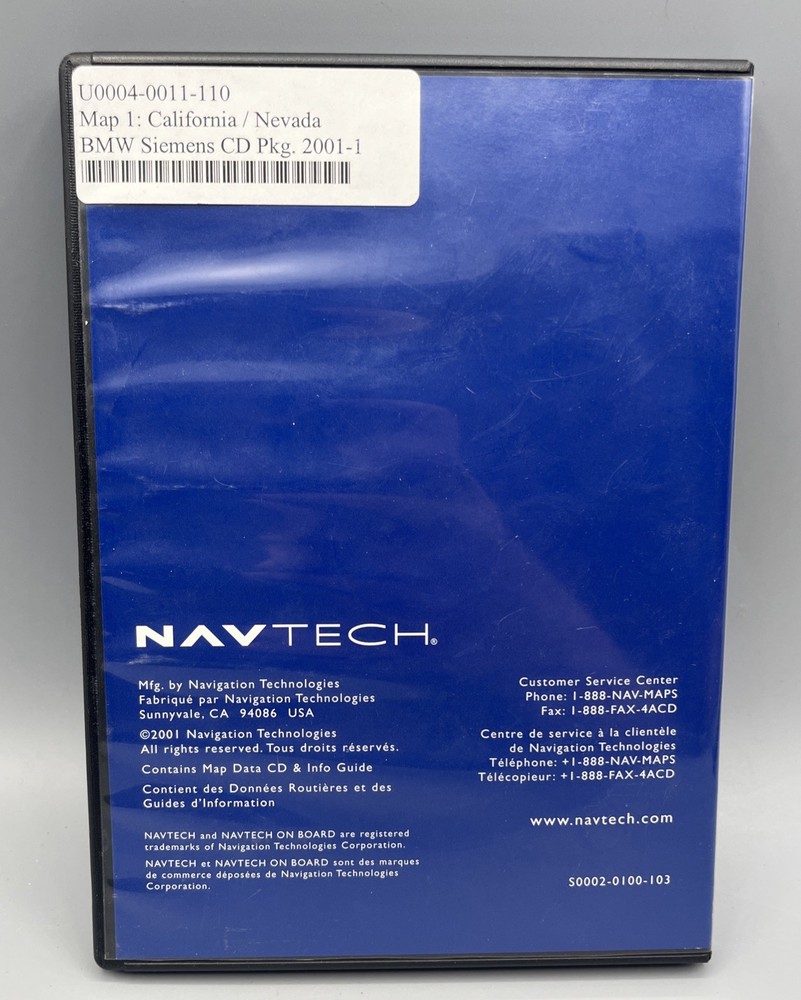 U0004-0011-110
Map 1: California / Nevada
BMW Siemens CD Pkg. 2001-1
NAVTECH®
Mfg. by Navigation Technologies
Fabriqué par Navigation Technologies
Sunnyvale, CA 94086 USA
©2001 Navigation Technologies
All rights reserved. Tous droits réservés.
Contains Map Data CD & Info Guide
Contient des Données Routières et des
Guides d'Information
NAVTECH and NAVTECH ON BOARD are registered
trademarks of Navigation Technologies Corporation.
NAVTECH et NAVTECH ON BOARD sont des marques
de commerce déposées de Navigation Technologies
Corporation.
Customer Service Center
Phone: 1-888-NAV-MAPS
Fax: 1-888-FAX-4ACD
Centre de service à la clientèle
de Navigation Technologies
Téléphone: +1-888-NAV-MAPS
Télécopieur: +1-888-FAX-4ACD
www.navtech.com
S0002-0100-103